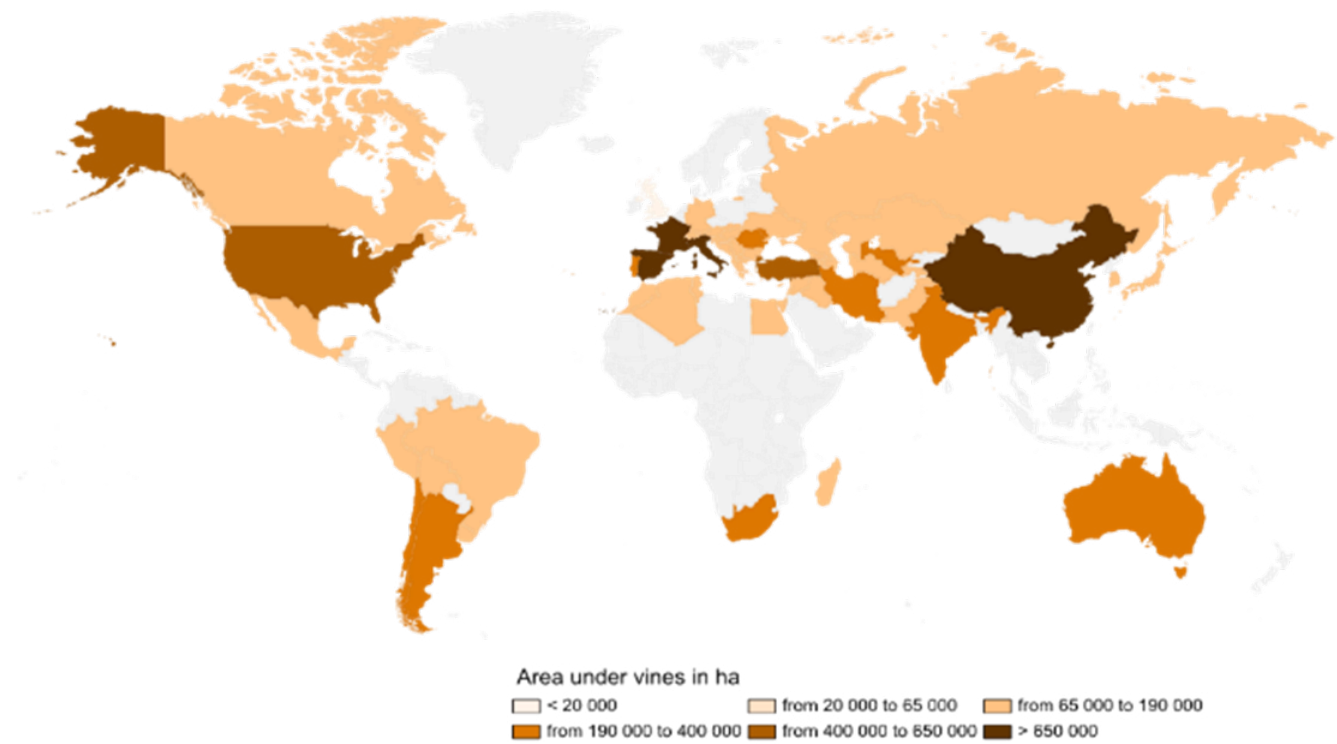 Area under vines in ha
< 20 000 from 20 000 to 65 000 from 65 000 to 190 000
from 190 000 to 400 000 from 400 000 to 650 000 > 650 000